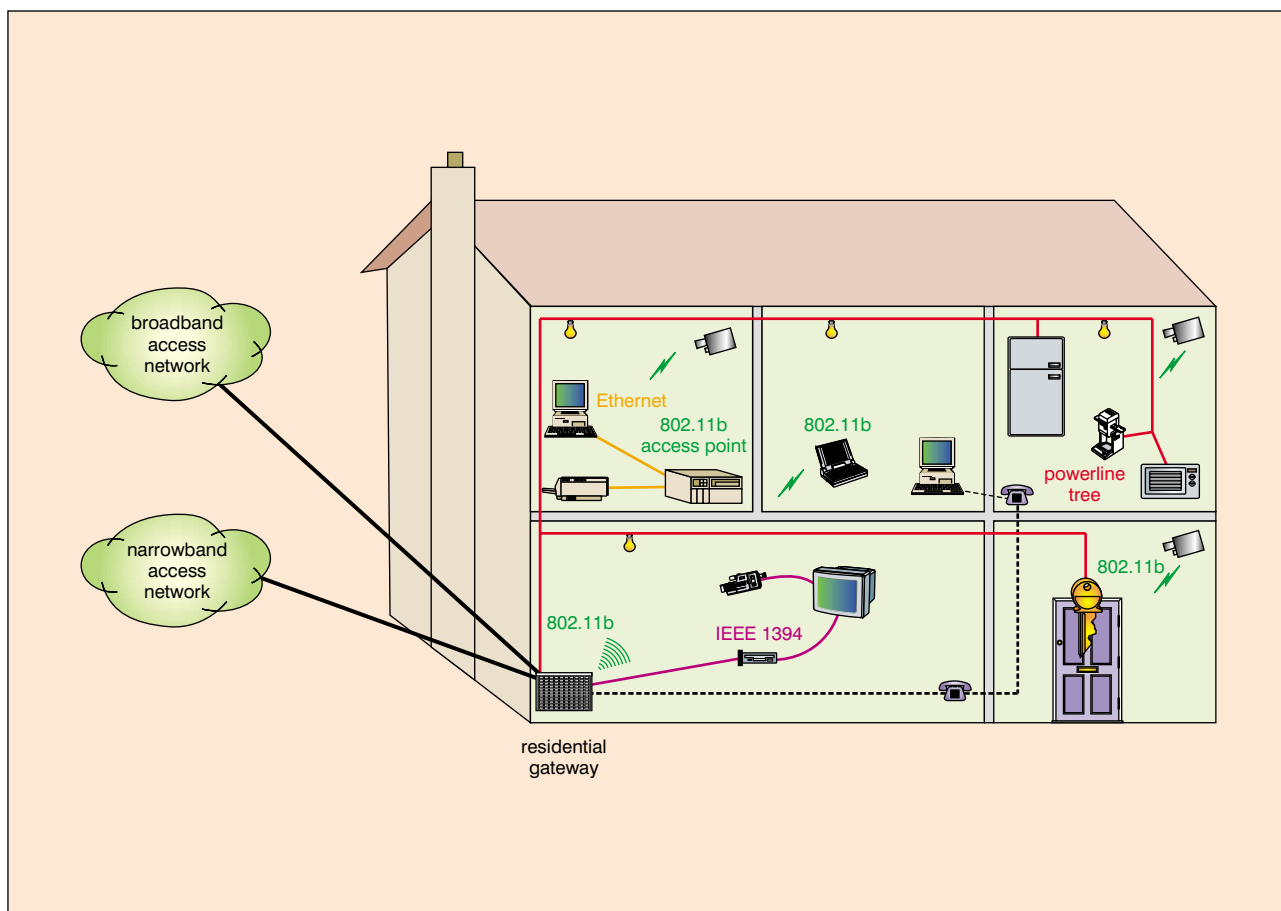 broadband
access
network
narrowband
access
network
Ethernet
802.11b
access point
802.11b
powerline
tree
802.11b
IEEE 1394
802.11b
residential
gateway